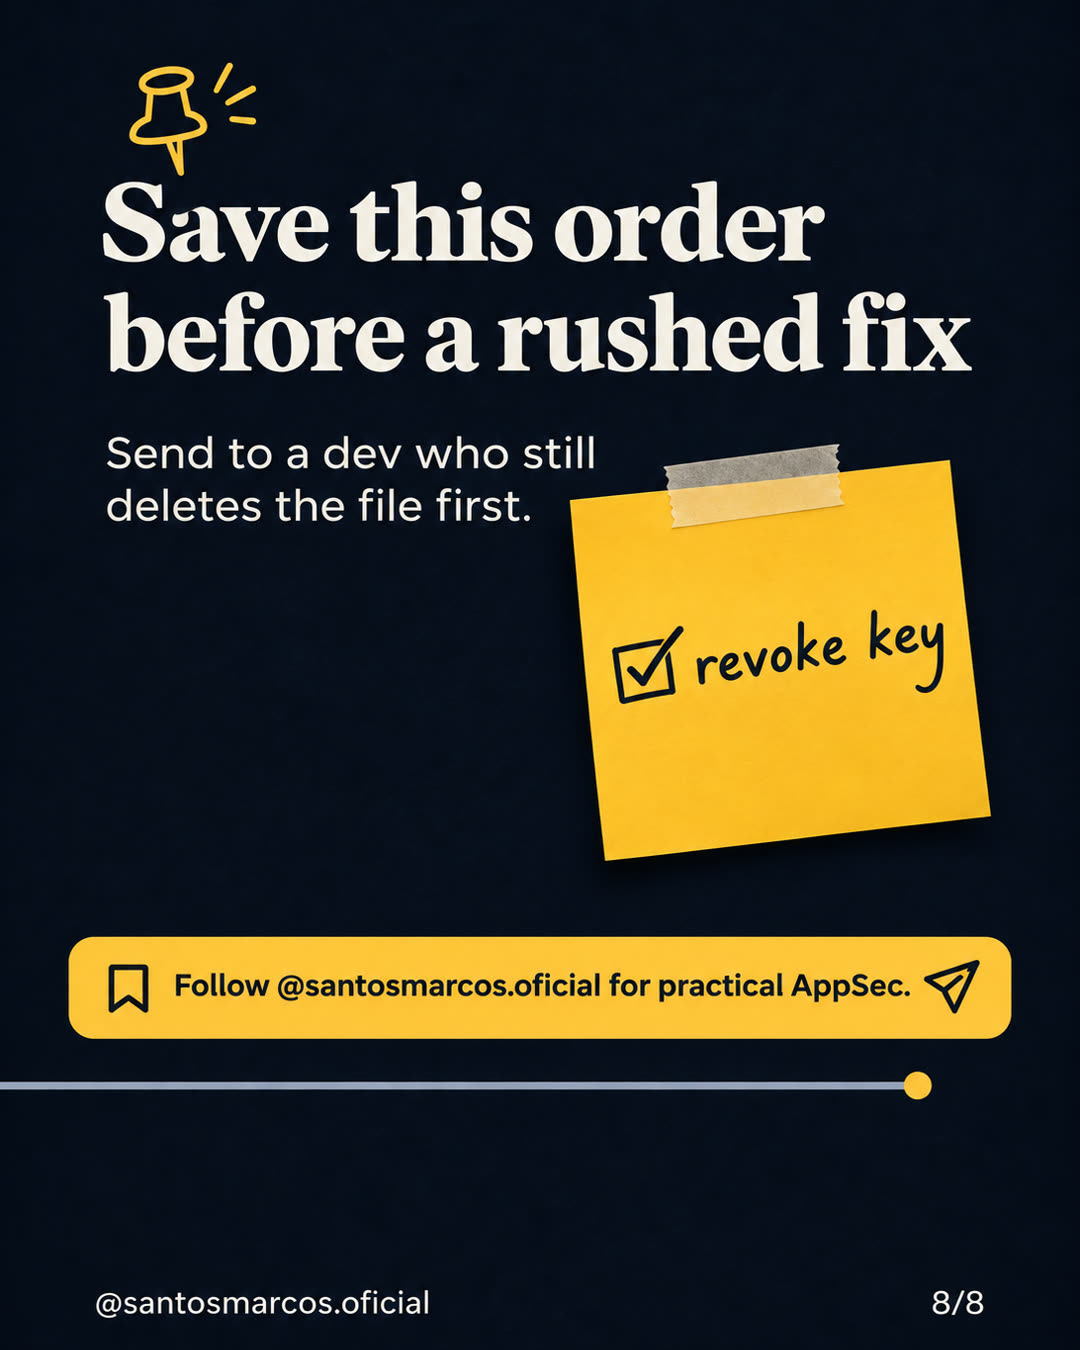 Save this order
before a rushed fix
Send to a dev who still
deletes the file first.
revoke key
Follow @santosmarcos.oficial for practical AppSec.
@santosmarcos.oficial
8/8